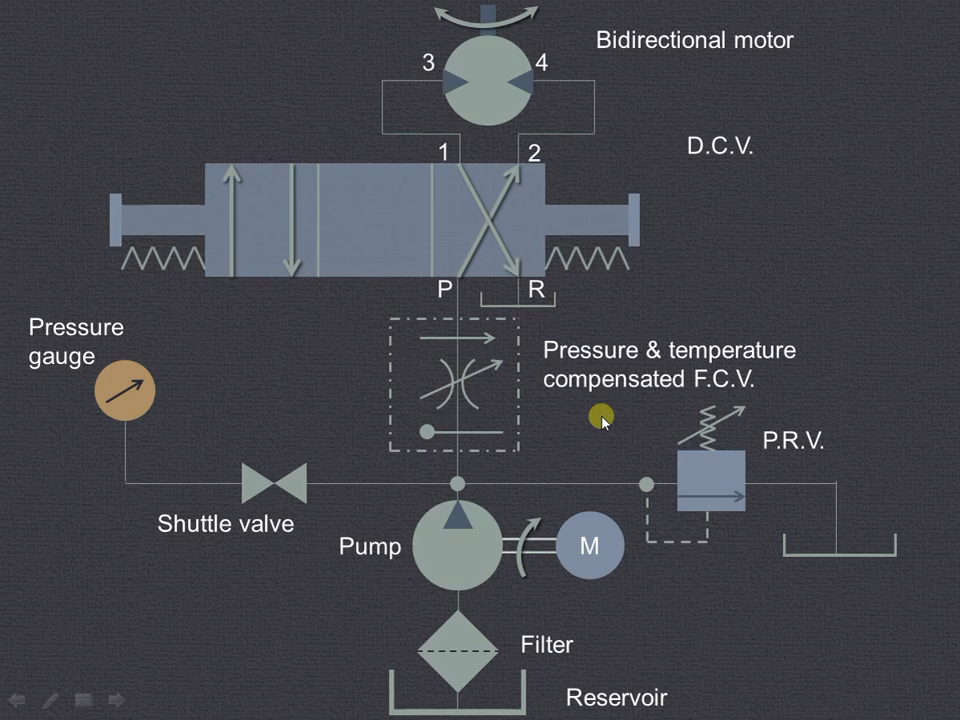 Bidirectional motor
3
4
D.C.V.
1
2
P
R
Pressure
gauge
Pressure & temperature
compensated F.C.V.
P.R.V.
Shuttle valve
Pump
M
Filter
Reservoir